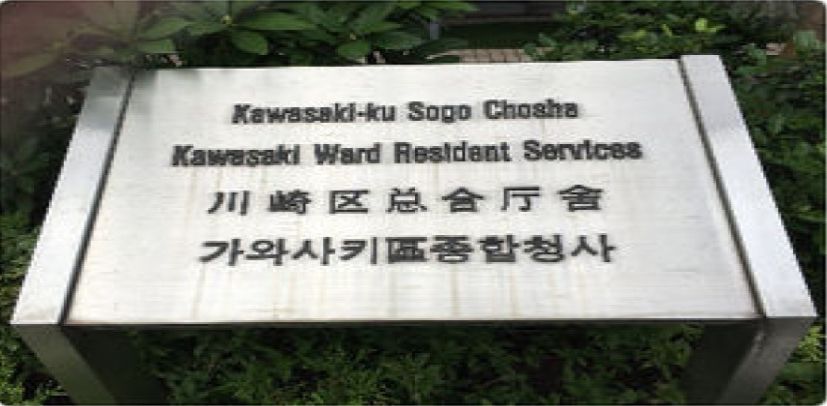 Kawasaki-ku Sogo Chosha
Kawasaki Ward Resident Services
川崎区总合厅舍
가와사키區종합청사